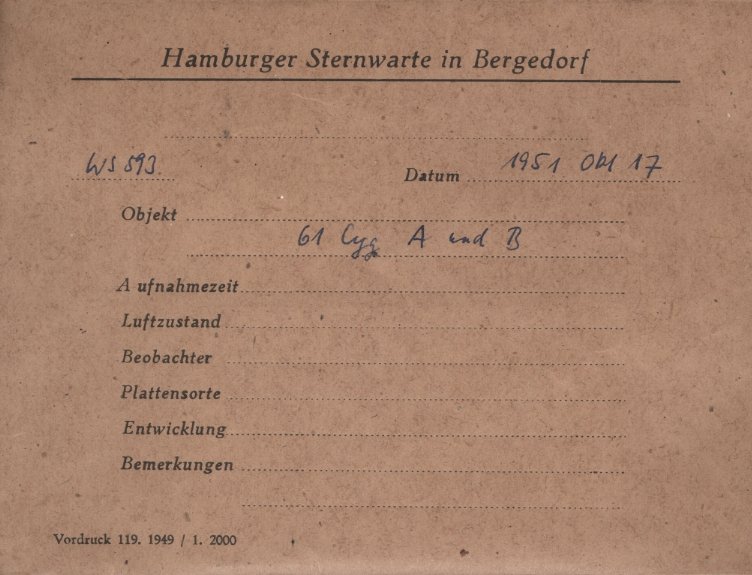 Hamburger Sternwarte in Bergedorf
WS 593. Datum 1951 Okt 17
Objekt
61 Cyg A und B
Aufnahmezeit
Luftzustand
Beobachter
Plattensorte
Entwicklung
Bemerkungen
Vordruck 119. 1949 / 1. 2000